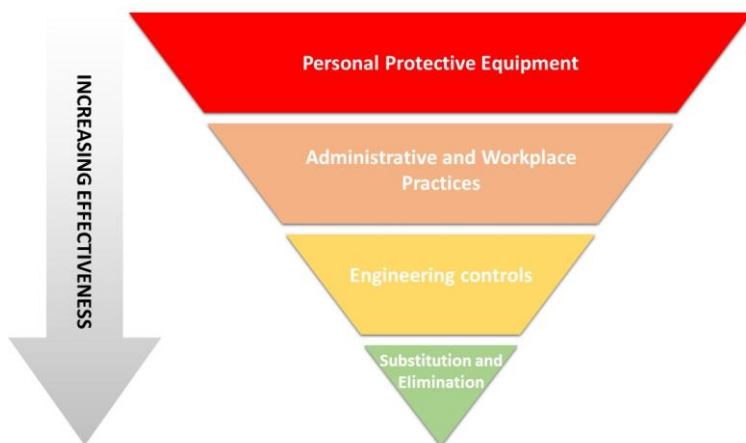 INCREASING EFFECTIVENESS
Personal Protective Equipment
Administrative and Workplace
Practices
Engineering controls
Substitution and
Elimination